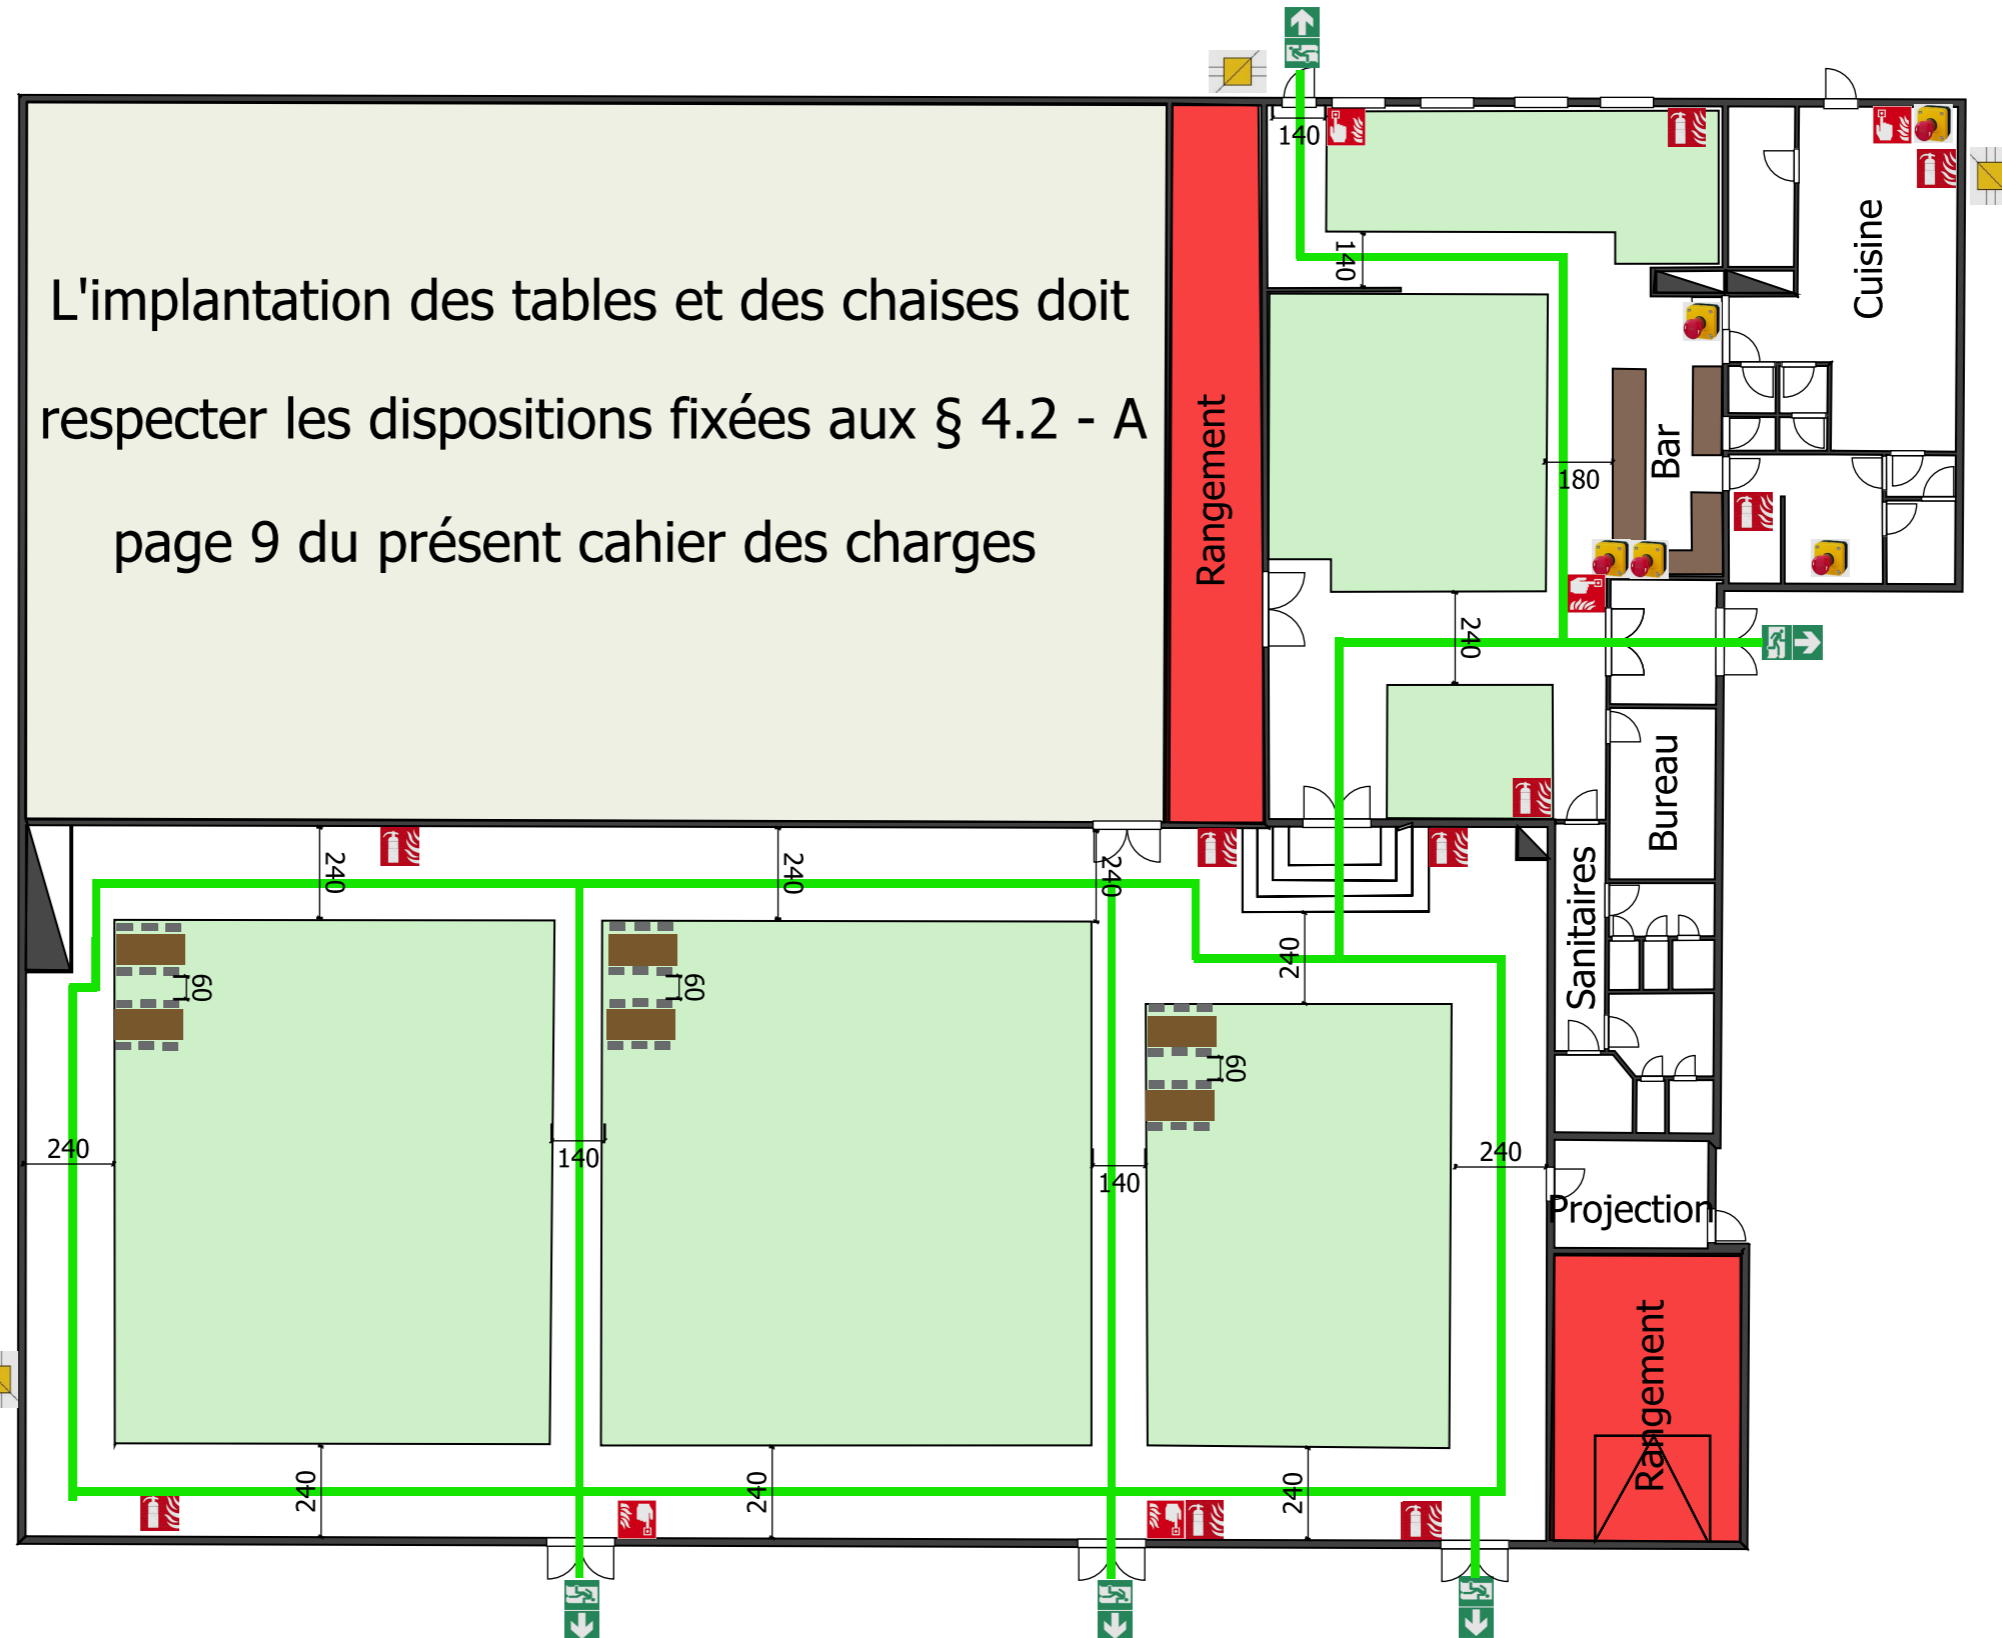 L'implantation des tables et des chaises doit
respecter les dispositions fixées aux § 4.2 - A
page 9 du présent cahier des charges
Rangement
140
140
Cuisine
Bar
180
240
Bureau
Sanitaires
240
240
240
240
60
60
60
240
140
140
240
Projection
Rangement
240
240
240